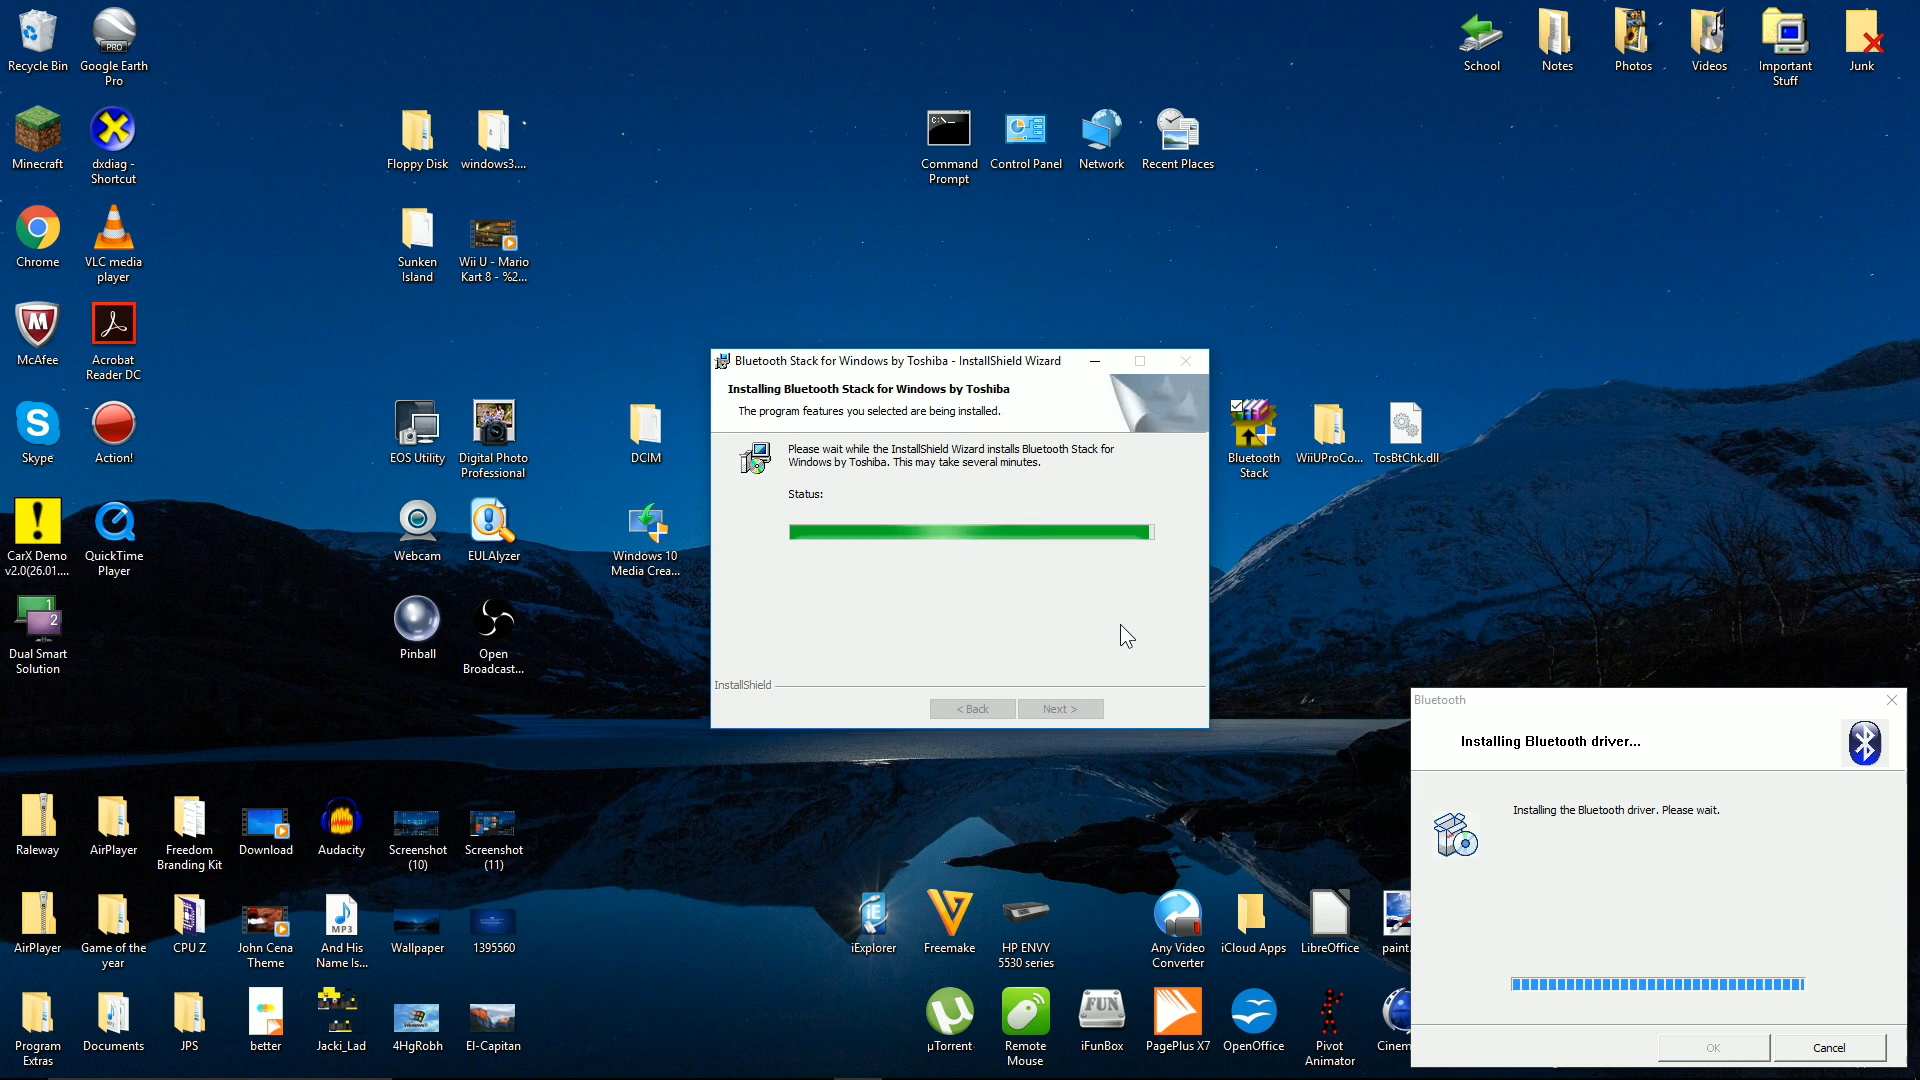 Recycle Bin
Google Earth
Pro
PRO
School
Notes
Photos
Videos
Important
Stuff
Junk
Minecraft
dxdiag -
Shortcut
Floppy Disk
windows3....
C:\
Command
Prompt
Control Panel
Network
Recent Places
Chrome
VLC media
player
Sunken
Island
Wii U - Mario
Kart 8 - %2...
McAfee
Acrobat
Reader DC
Skype
Action!
EOS Utility
Digital Photo
Professional
DCIM
Bluetooth
Stack
WiiUProCo...
TosBtChk.dll
CarX Demo
v2.0(26.01....
QuickTime
Player
Webcam
EULAlyzer
Windows 10
Media Crea...
1
2
Dual Smart
Solution
Pinball
Open
Broadcast...
Bluetooth Stack for Windows by Toshiba - InstallShield Wizard
Installing Bluetooth Stack for Windows by Toshiba
The program features you selected are being installed.
Please wait while the InstallShield Wizard installs Bluetooth Stack for
Windows by Toshiba. This may take several minutes.
Status:
InstallShield
< Back
Next >
Bluetooth
Installing Bluetooth driver...
Installing the Bluetooth driver. Please wait.
OK
Cancel
Raleway
AirPlayer
Freedom
Branding Kit
Download
Audacity
Screenshot
(10)
Screenshot
(11)
AirPlayer
Game of the
year
CPU Z
John Cena
Theme
MP3
And His
Name Is...
Wallpaper
1395560
iE
iExplorer
Freemake
HP ENVY
5530 series
Any Video
Converter
iCloud Apps
LibreOffice
paint.
Program
Extras
Documents
JPS
better
Jacki_Lad
4HgRobh
El-Capitan
µTorrent
Remote
Mouse
FUN
iFunBox
PagePlus X7
OpenOffice
Pivot
Animator
Cinem